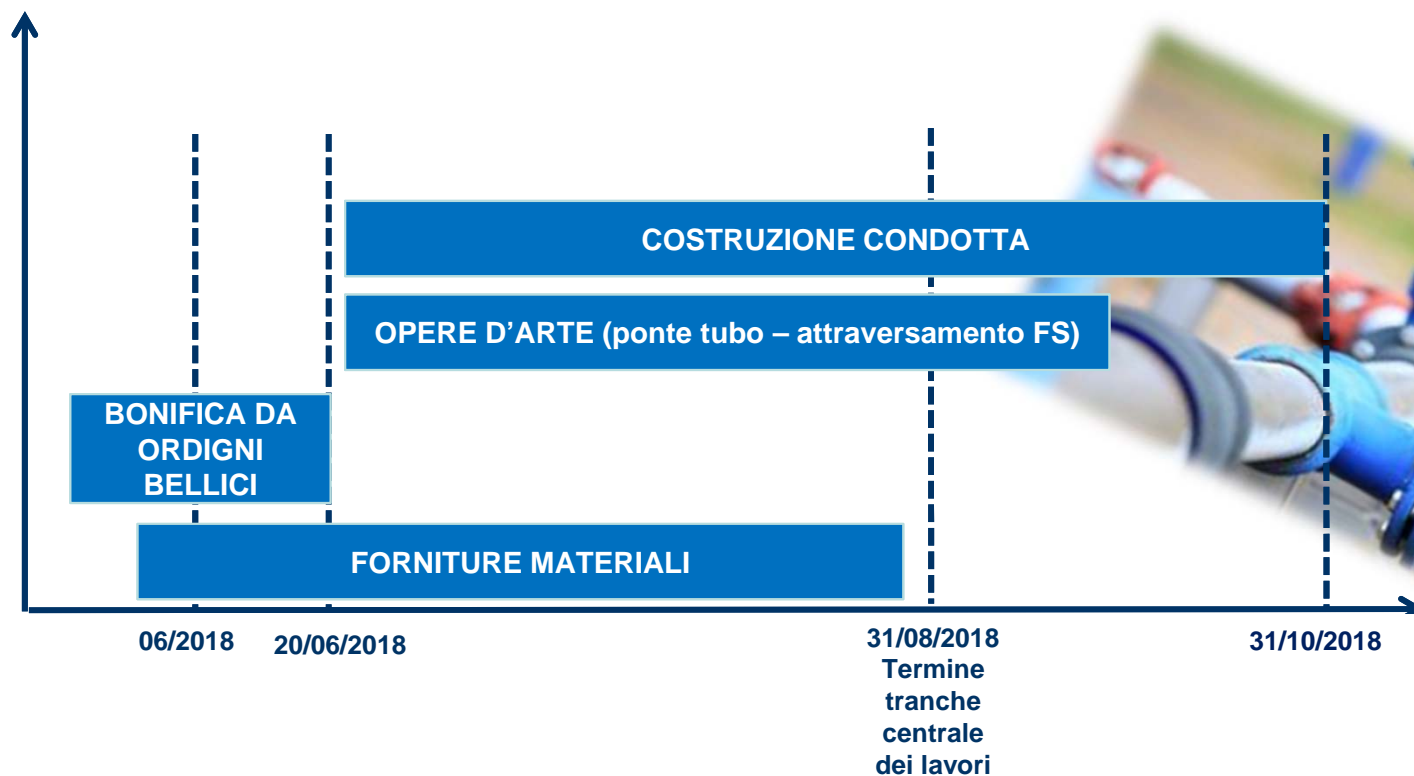 COSTRUZIONE CONDOTTA
OPERE D’ARTE (ponte tubo – attraversamento FS)
BONIFICA DA
ORDIGNI
BELLICI
FORNITURE MATERIALI
06/2018
20/06/2018
31/08/2018
Termine
tranche
centrale
dei lavori
31/10/2018